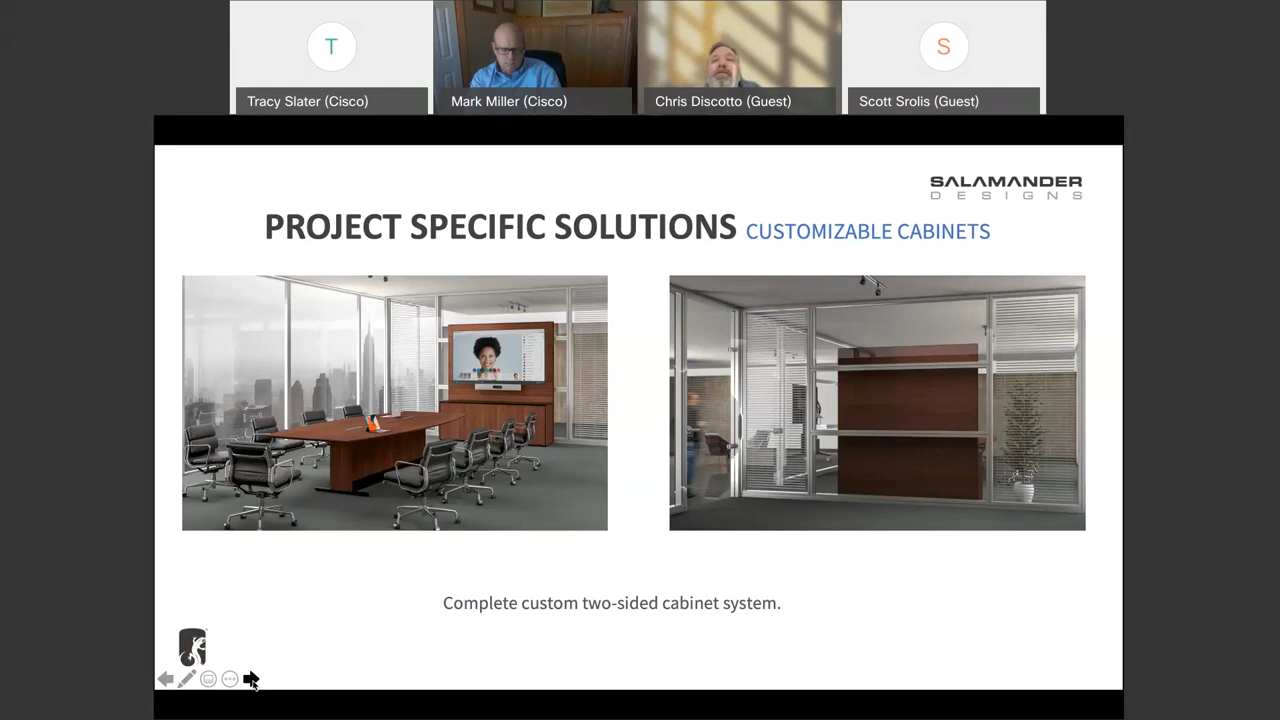 T
S
Tracy Slater (Cisco)
Mark Miller (Cisco)
Chris Discotto (Guest)
Scott Srolis (Guest)
SALAMANDER
DESIGNS
PROJECT SPECIFIC SOLUTIONS CUSTOMIZABLE CABINETS
Complete custom two-sided cabinet system.